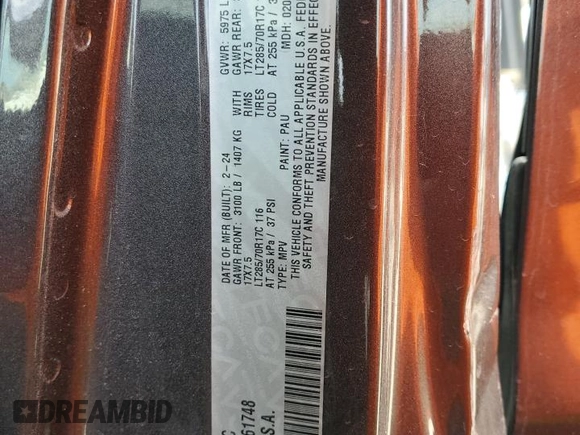 DATE OF MFR (BUILT): 2-24 GVWR: 5975 L
GAWR FRONT: 3100 LB / 1407 KG WITH GAWR REAR:
17X7.5 RIMS 17X7.5
LT285/70R17C 116 TIRES LT285/70R17C
AT 255 kPa / 37 PSI COLD AT 255 kPa / 3
TYPE: MPV PAINT: PAU MDH: 020
THIS VEHICLE CONFORMS TO ALL APPLICABLE U.S.A. FEDE
SAFETY AND THEFT PREVENTION STANDARDS IN EFFEC
MANUFACTURE SHOWN ABOVE.
61748
S.A.
DREAMBID